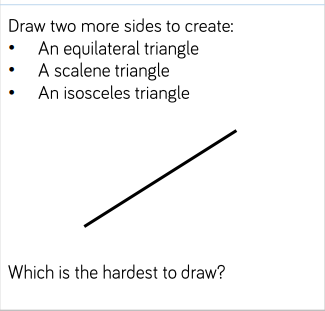 Draw two more sides to create:
• An equilateral triangle
• A scalene triangle
• An isosceles triangle
Which is the hardest to draw?